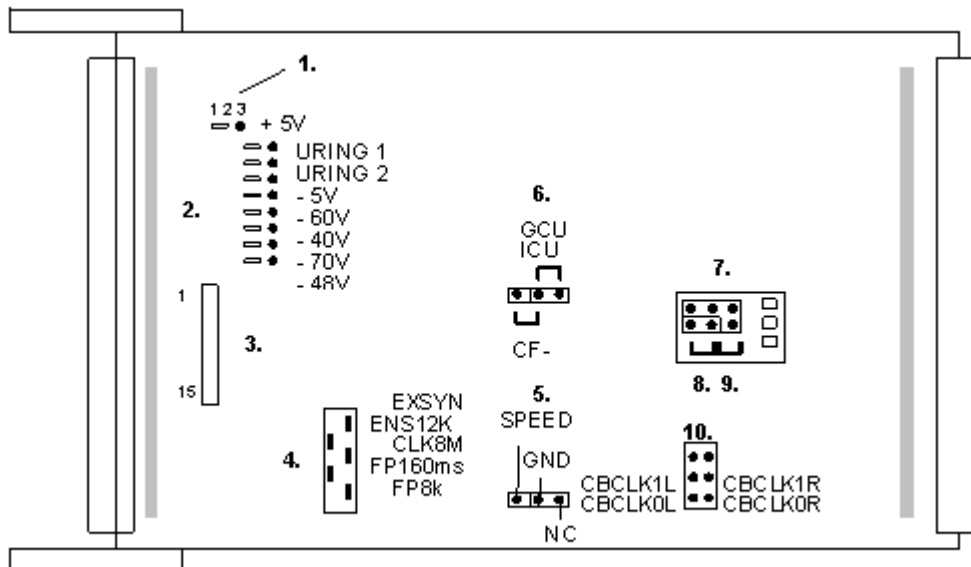 1.
1 2 3
+ 5V
URING 1
URING 2
- 5V
- 60V
- 40V
- 70V
- 48V
2.
1
3.
15
4.
EXSYN
ENS12K
CLK8M
FP160ms
FP8k
6.
GCU
ICU
CF-
5.
SPEED
GND
NC
7.
8. 9.
10.
CBCLK1L
CBCLK1R
CBCLK0L
CBCLK0R